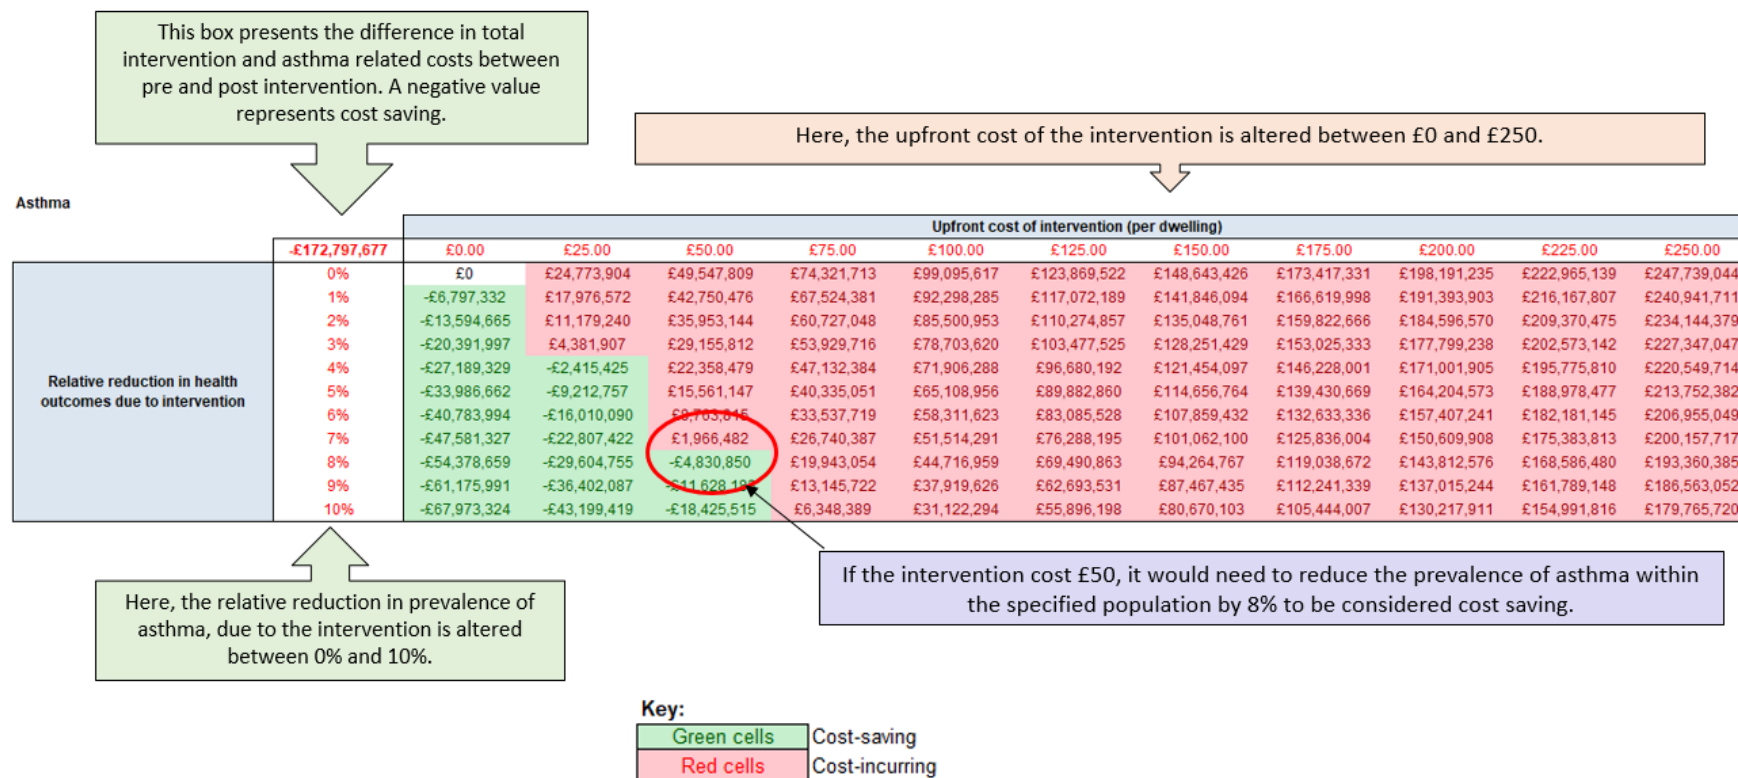 This box presents the difference in total
intervention and asthma related costs between
pre and post intervention. A negative value
represents cost saving.
Here, the upfront cost of the intervention is altered between £0 and £250.
Asthma
Upfront cost of intervention (per dwelling)
-£172,797,677 £0.00 £25.00 £50.00 £75.00 £100.00 £125.00 £150.00 £175.00 £200.00 £225.00 £250.00
0% £0 £24,773,904 £49,547,809 £74,321,713 £99,095,617 £123,869,522 £148,643,426 £173,417,331 £198,191,235 £222,965,139 £247,739,044
1% -£6,797,332 £17,976,572 £42,750,476 £67,524,381 £92,298,285 £117,072,189 £141,846,094 £166,619,998 £191,393,903 £216,167,807 £240,941,711
2% -£13,594,665 £11,179,240 £35,953,144 £60,727,048 £85,500,953 £110,274,857 £135,048,761 £159,822,666 £184,596,570 £209,370,475 £234,144,379
3% -£20,391,997 £4,381,907 £29,155,812 £53,929,716 £78,703,620 £103,477,525 £128,251,429 £153,025,333 £177,799,238 £202,573,142 £227,347,047
4% -£27,189,329 -£2,415,425 £22,358,479 £47,132,384 £71,906,288 £96,680,192 £121,454,097 £146,228,001 £171,001,905 £195,775,810 £220,549,714
Relative reduction in health
outcomes due to intervention
5% -£33,986,662 -£9,212,757 £15,561,147 £40,335,051 £65,108,956 £89,882,860 £114,656,764 £139,430,669 £164,204,573 £188,978,477 £213,752,382
6% -£40,783,994 -£16,010,090 £8,763,815 £33,537,719 £58,311,623 £83,085,528 £107,859,432 £132,633,336 £157,407,241 £182,181,145 £206,955,049
7% -£47,581,327 -£22,807,422 £1,966,482 £26,740,387 £51,514,291 £76,288,195 £101,062,100 £125,836,004 £150,609,908 £175,383,813 £200,157,717
8% -£54,378,659 -£29,604,755 -£4,830,850 £19,943,054 £44,716,959 £69,490,863 £94,264,767 £119,038,672 £143,812,576 £168,586,480 £193,360,385
9% -£61,175,991 -£36,402,087 £13,145,722 £37,919,626 £62,693,531 £87,467,435 £112,241,339 £137,015,244 £161,789,148 £186,563,052
10% -£67,973,324 -£43,199,419 -£18,425,515 £6,348,389 £31,122,294 £55,896,198 £80,670,103 £105,444,007 £130,217,911 £154,991,816 £179,765,720
If the intervention cost £50, it would need to reduce the prevalence of asthma within
the specified population by 8% to be considered cost saving.
Here, the relative reduction in prevalence of
asthma, due to the intervention is altered
between 0% and 10%.
Key:
Green cells Cost-saving
Red cells Cost-incurring